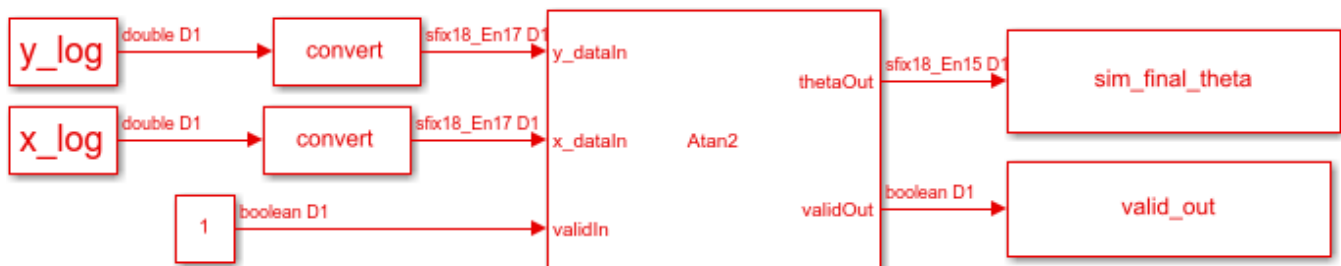 y_log
double D1
convert
sfix18_En17 D1
y_dataIn
x_log
double D1
convert
sfix18_En17 D1
x_dataIn
1
boolean D1
validIn
Atan2
thetaOut
sfix18_En15 D1
sim_final_theta
validOut
boolean D1
valid_out